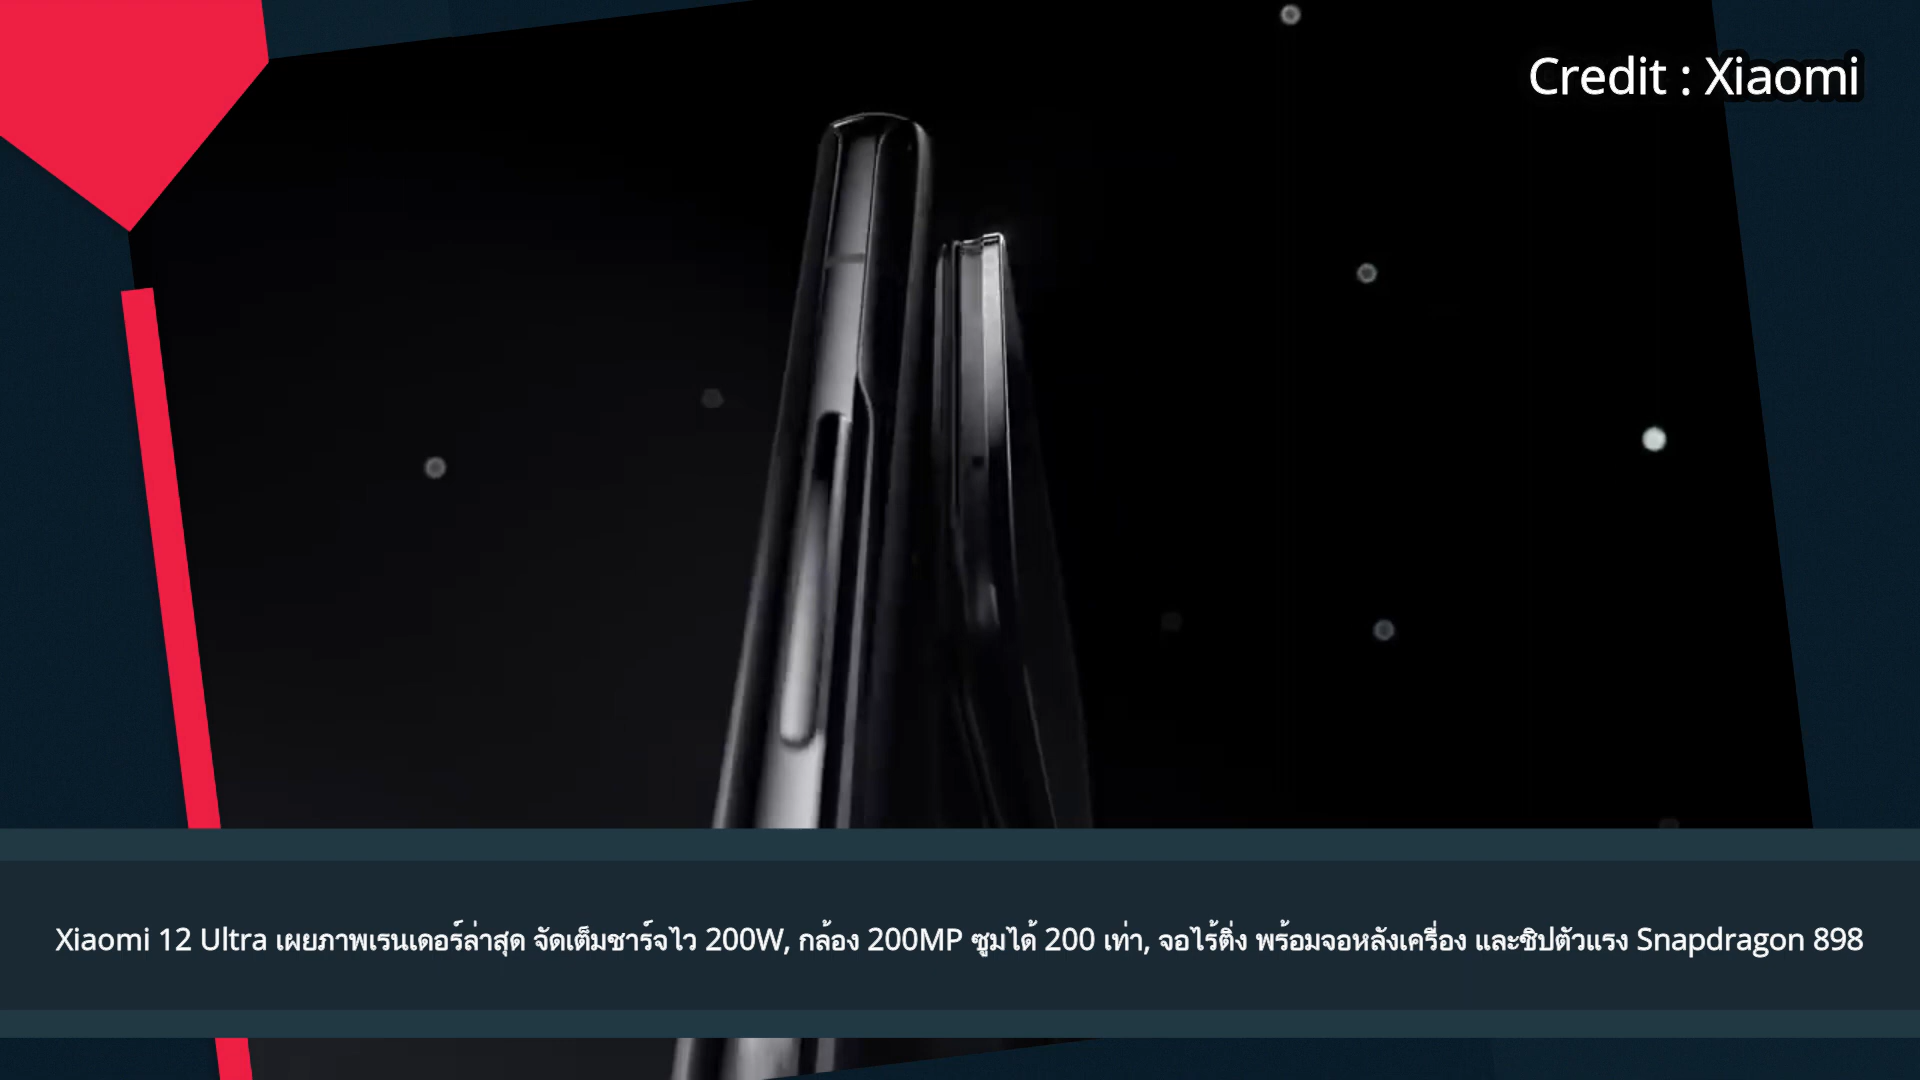 Credit : Xiaomi
Xiaomi 12 Ultra เผยภาพเรนเดอร์ล่าสุด จัดเต็มชาร์จไว 200W, กล้อง 200MP ซูมได้ 200 เท่า, จอไร้ติ่ง พร้อมจอหลังเครื่อง และชิปตัวแรง Snapdragon 898